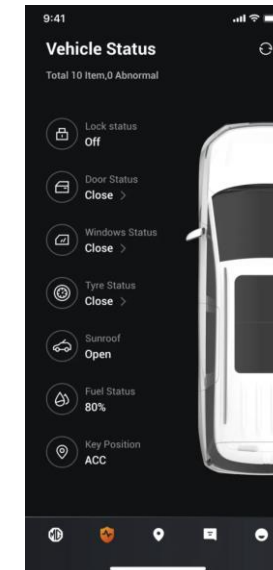 9:41
Vehicle Status
Total 10 Item,0 Abnormal
Lock status
Off
Door Status
Close >
Windows Status
Close >
Tyre Status
Close >
Sunroof
Open
Fuel Status
80%
Key Position
ACC
MG